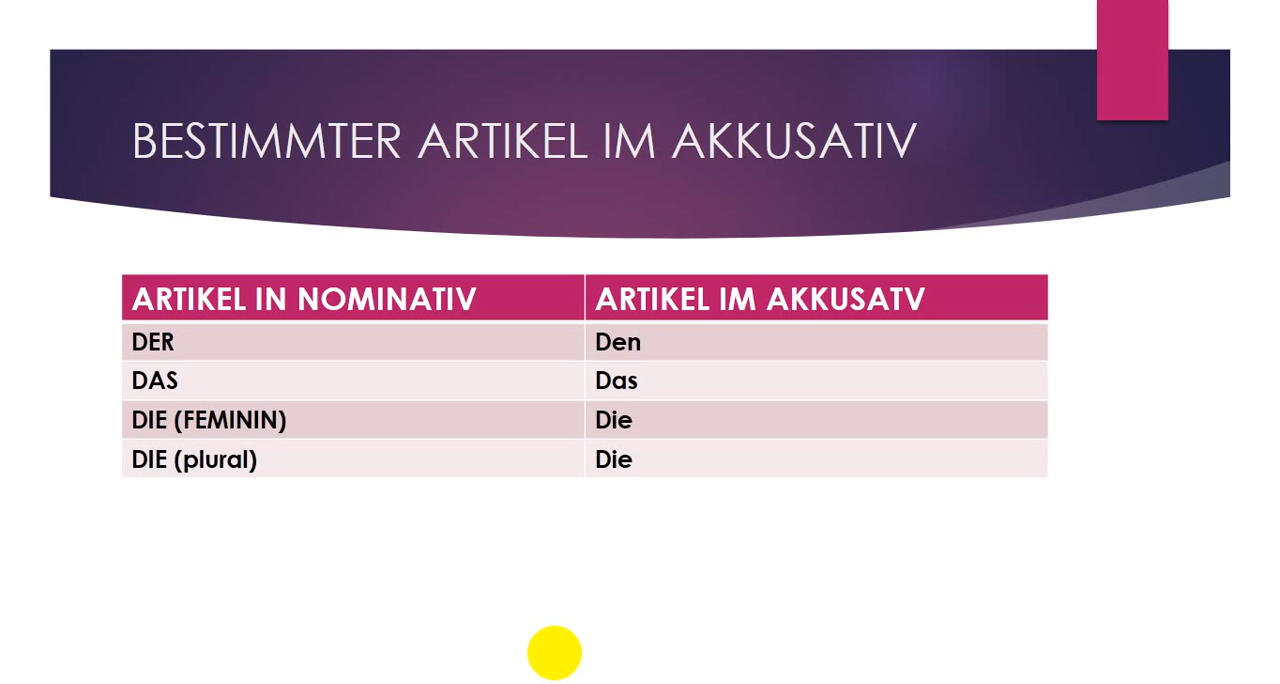 BESTIMMTER ARTIKEL IM AKKUSATIV
ARTIKEL IN NOMINATIV ARTIKEL IM AKKUSATV
DER Den
DAS Das
DIE (FEMININ) Die
DIE (plural) Die